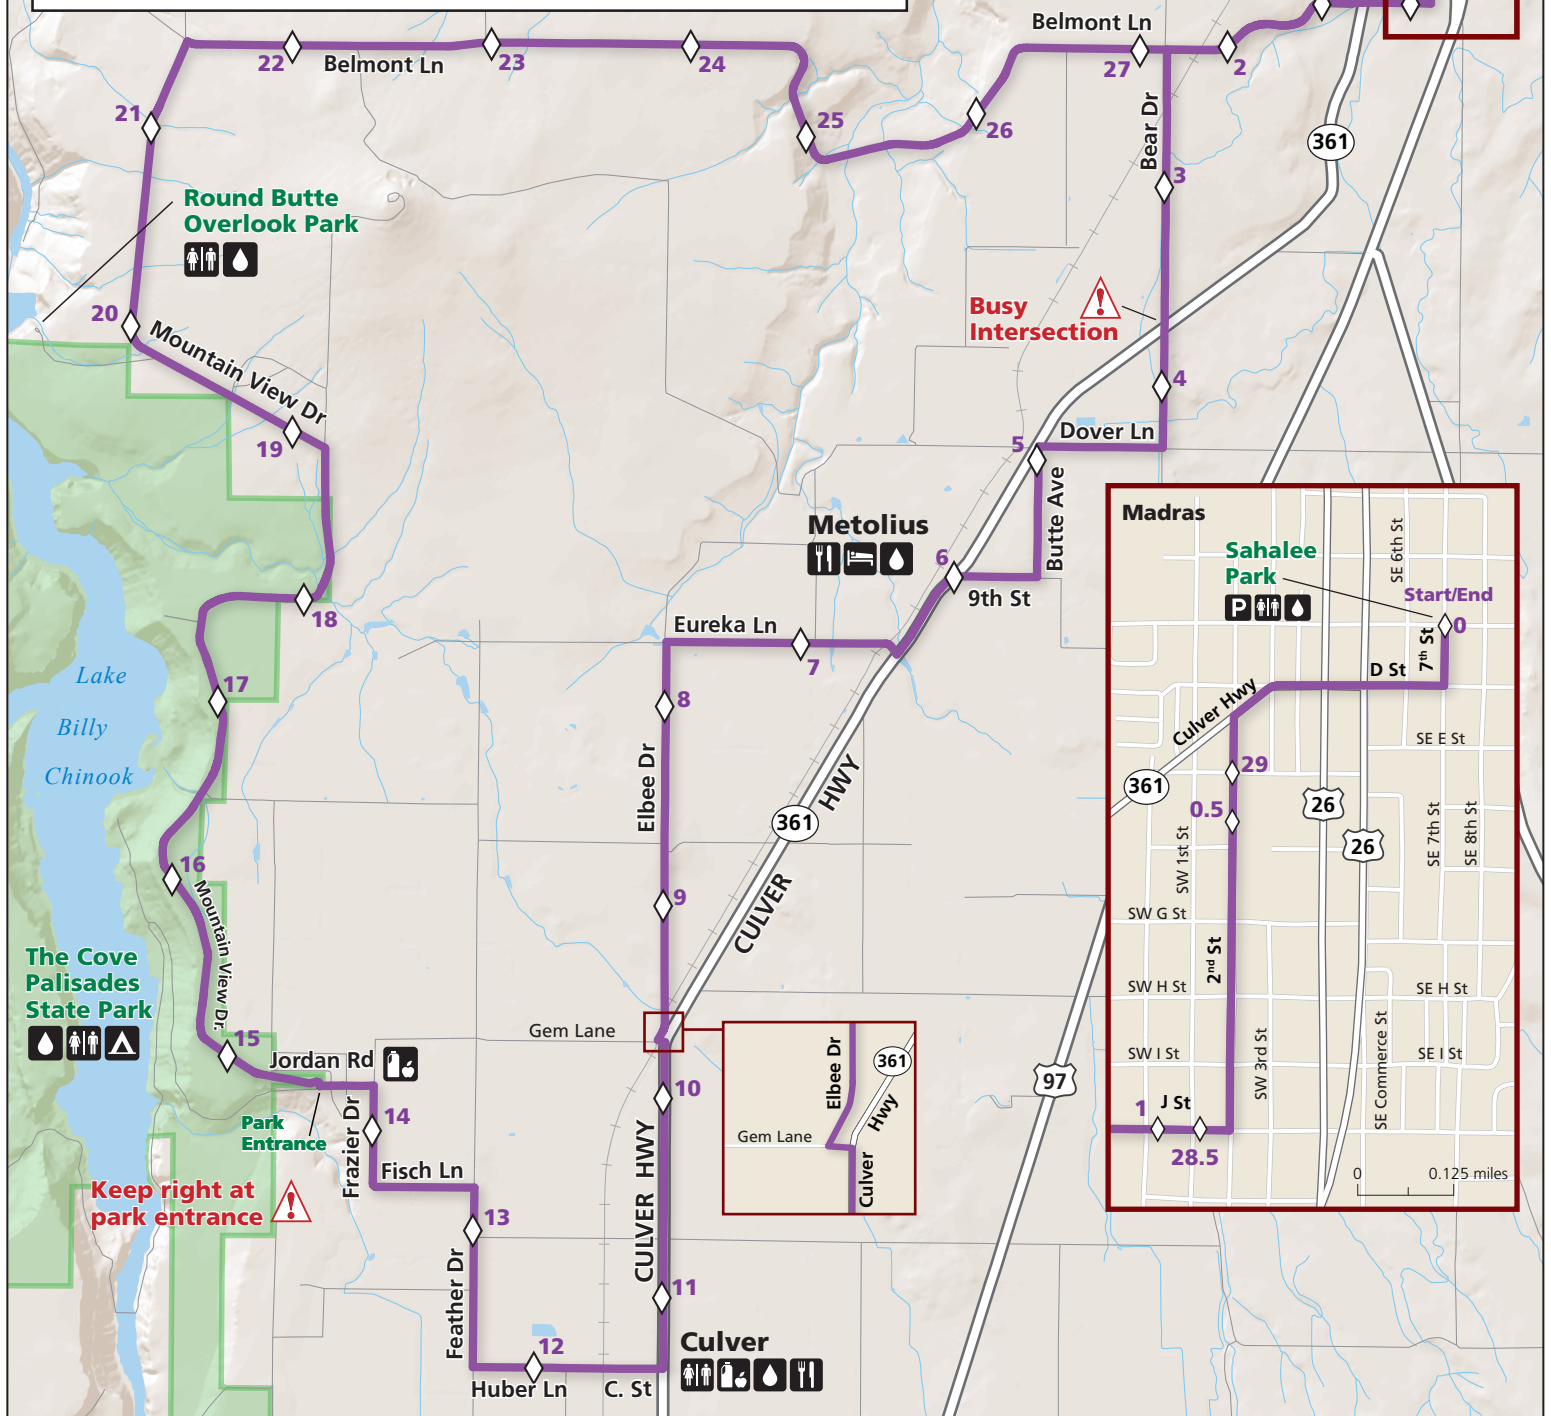 Belmont Ln
22
Belmont Ln
23
24
27
2
21
25
26
Bear Dr
361
3
Round Butte
Overlook Park
20
Busy
Intersection
Mountain View Dr
4
19
5
Dover Ln
Butte Ave
Metolius
6
9th St
18
Eureka Ln
7
17
8
Lake
Billy
Chinook
Elbee Dr
361
CULVER HWY
16
9
Mountain View Dr.
The Cove
Palisades
State Park
15
Jordan Rd
Gem Lane
10
Park
Entrance
Frazier Dr
14
Fisch Ln
Keep right at
park entrance
13
CULVER HWY
Feather Dr
11
12
Huber Ln
C. St
Culver
Elbee Dr
361
Hwy
Gem Lane
Culver
97
Madras
Sahalee
Park
P
SE 6th St
Start/End
0
7th St
D St
Culver Hwy
SE E St
29
361
26
0.5
26
SW 1st St
SE 7th St
SE 8th St
SW G St
2nd St
SW H St
SE H St
SW I St
SW 3rd St
SE Commerce St
SE I St
1
J St
28.5
0
0.125 miles